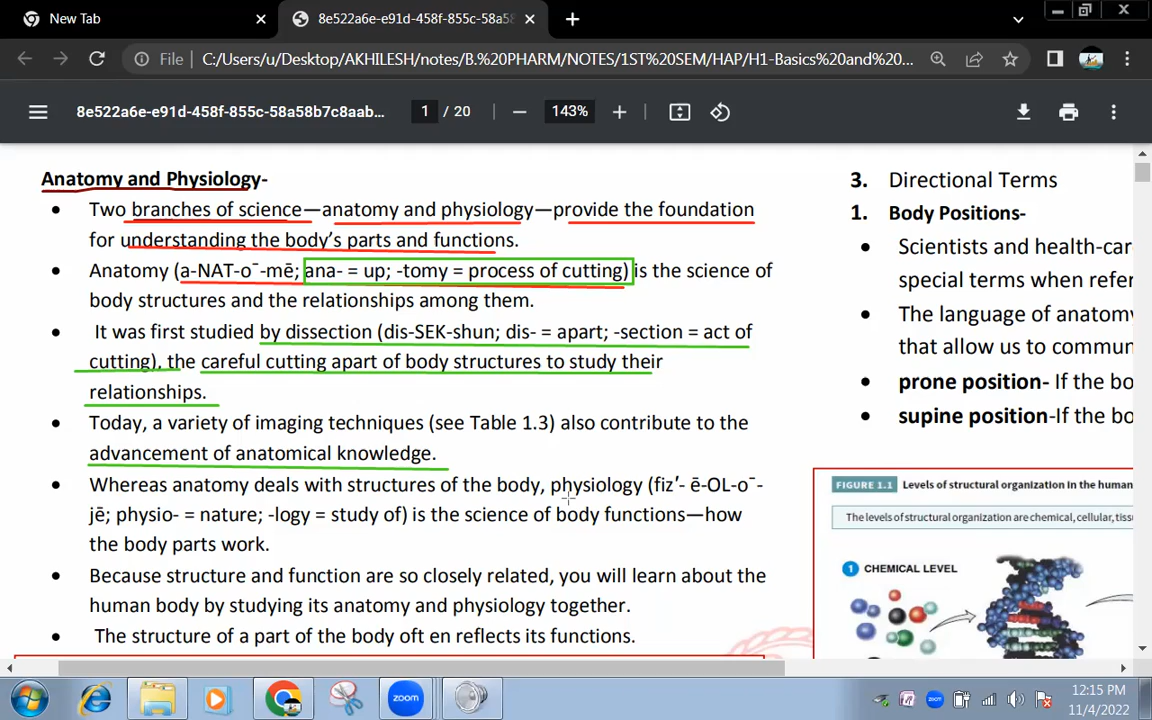 New Tab
8e522a6e-e91d-458f-855c-58a58
File
C:/Users/u/Desktop/AKHILESH/notes/B.%20PHARM/NOTES/1ST%20SEM/HAP/H1-Basics%20and%20...
8e522a6e-e91d-458f-855c-58a58b7c8aab...
1 / 20
143%
Anatomy and Physiology-
• Two branches of science—anatomy and physiology—provide the foundation
for understanding the body's parts and functions.
• Anatomy (a-NAT-o¯-mē; ana- = up; -tomy = process of cutting) is the science of
body structures and the relationships among them.
• It was first studied by dissection (dis-SEK-shun; dis- = apart; -section = act of
cutting), the careful cutting apart of body structures to study their
relationships.
• Today, a variety of imaging techniques (see Table 1.3) also contribute to the
advancement of anatomical knowledge.
• Whereas anatomy deals with structures of the body, physiology (fiz′- ē-OL-o¯-
jē; physio- = nature; -logy = study of) is the science of body functions—how
the body parts work.
• Because structure and function are so closely related, you will learn about the
human body by studying its anatomy and physiology together.
• The structure of a part of the body oft en reflects its functions.
3. Directional Terms
1. Body Positions-
• Scientists and health-car
special terms when refer
• The language of anatomy
that allow us to commun
• prone position- If the bo
• supine position-If the bo
FIGURE 1.1 Levels of structural organization in the human
The levels of structural organization are chemical, cellular, tissu
1 CHEMICAL LEVEL
zoom
12:15 PM
11/4/2022